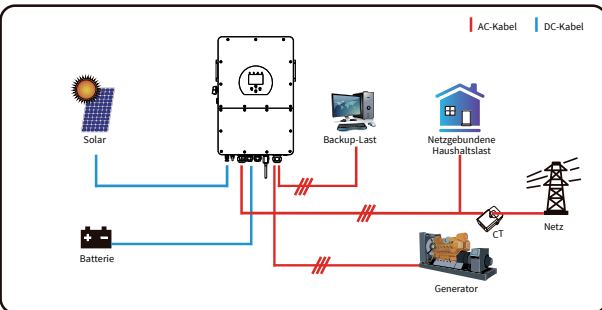 AC-Kabel
DC-Kabel
Solar
Backup-Last
Netzgebundene
Haushaltslast
CT
Netz
Batterie
Generator